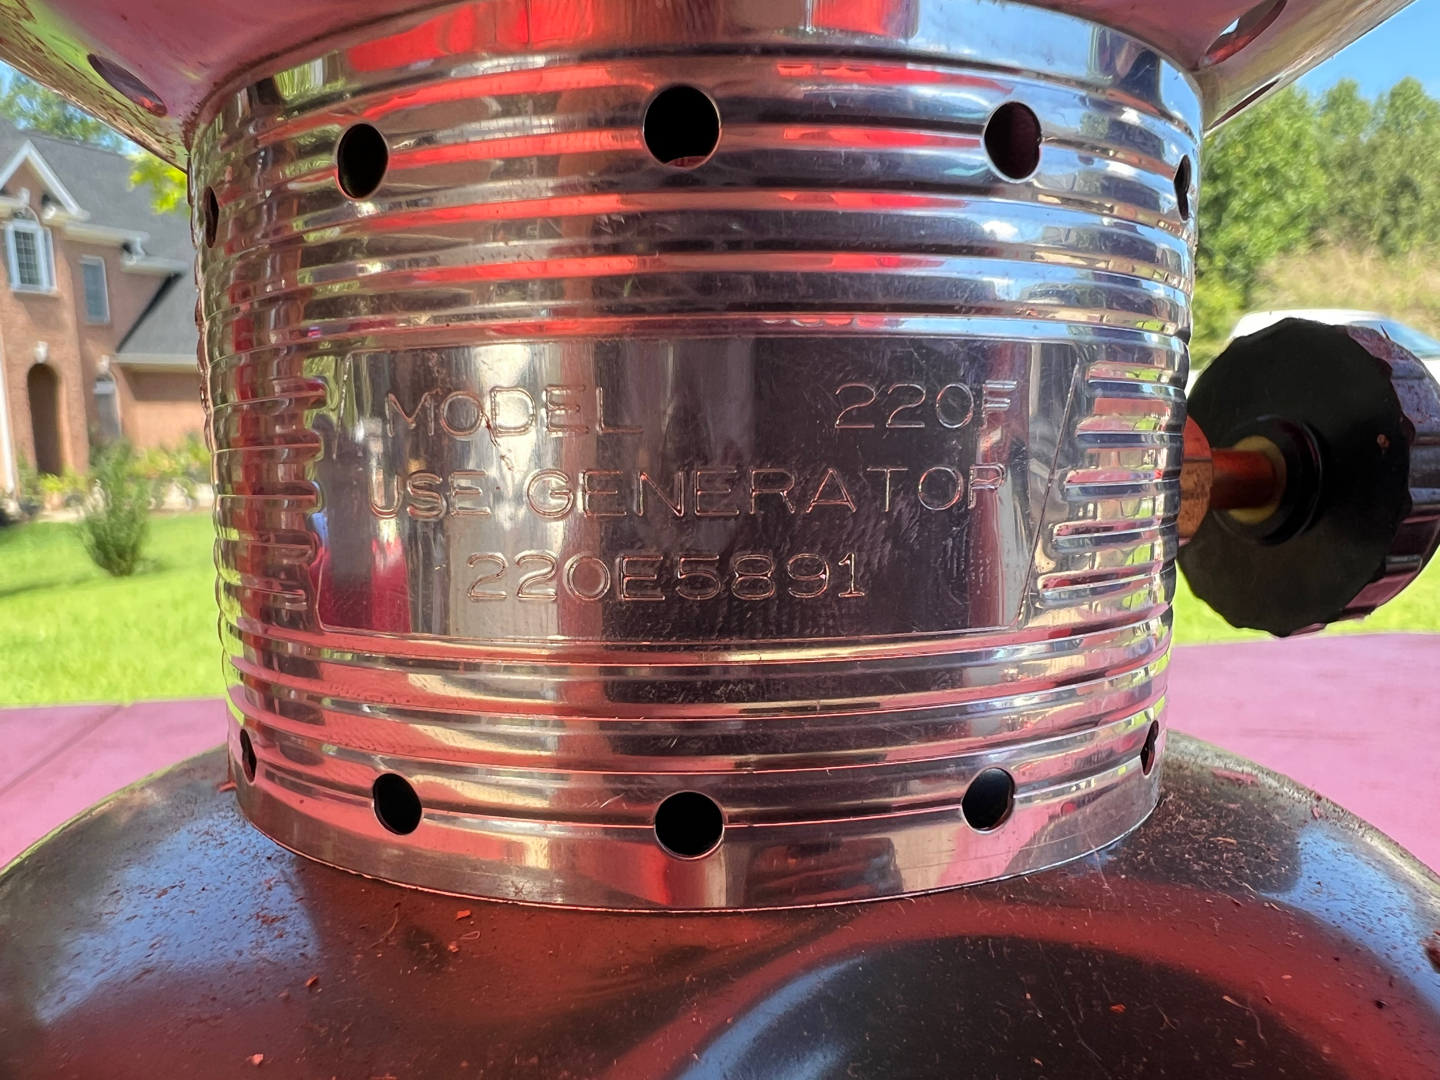 MODEL 220F
USE GENERATOR
220E5891